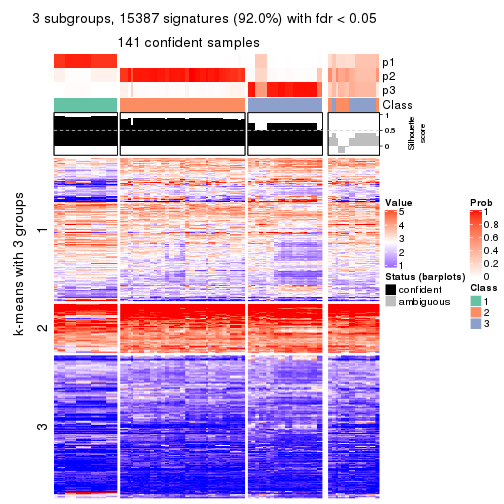 3 subgroups, 15387 signatures (92.0%) with fdr < 0.05
141 confident samples
p1
p2
p3
Class
1
0.5
0
Silhouette
score
k-means with 3 groups
1
2
3
Value
5
4
3
2
1
Status (barplots)
confident
ambiguous
Prob
1
0.8
0.6
0.4
0.2
0
Class
1
2
3